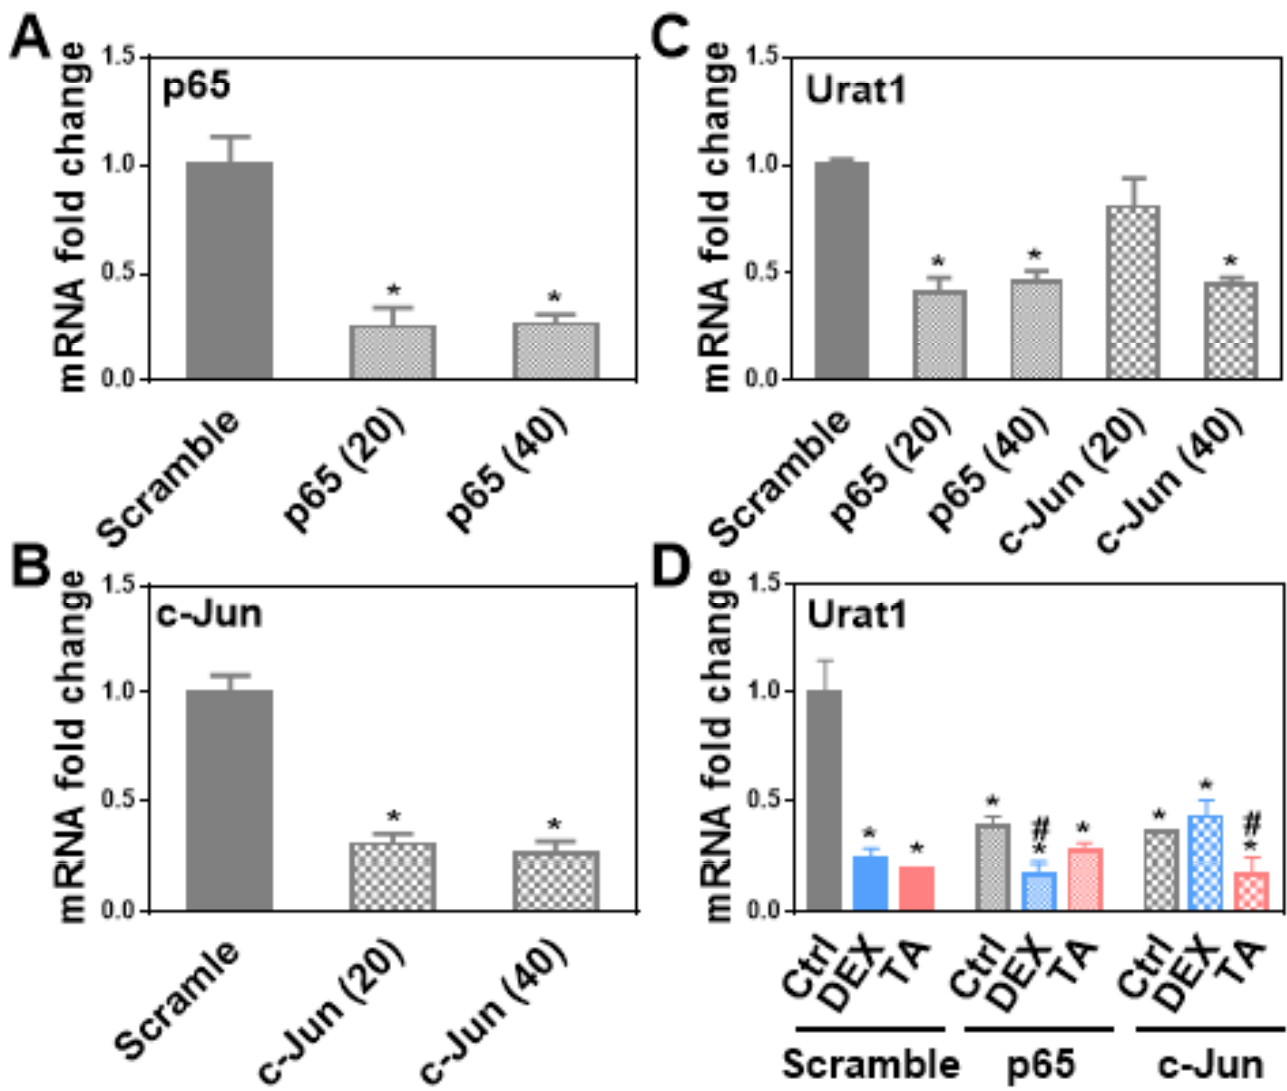 A
mRNA fold change
1.5
1.0
0.5
0.0
p65
*
*
Scramble
p65 (20)
p65 (40)
C
mRNA fold change
1.5
1.0
0.5
0.0
Urat1
*
*
*
Scramble
p65 (20)
p65 (40)
c-Jun (20)
c-Jun (40)
B
mRNA fold change
1.5
1.0
0.5
0.0
c-Jun
*
*
Scramle
c-Jun (20)
c-Jun (40)
D
mRNA fold change
1.5
1.0
0.5
0.0
Urat1
*
*
*
#
*
*
*
*
#
*
Ctrl
DEX
TA
Ctrl
DEX
TA
Ctrl
DEX
TA
Scramble
p65
c-Jun